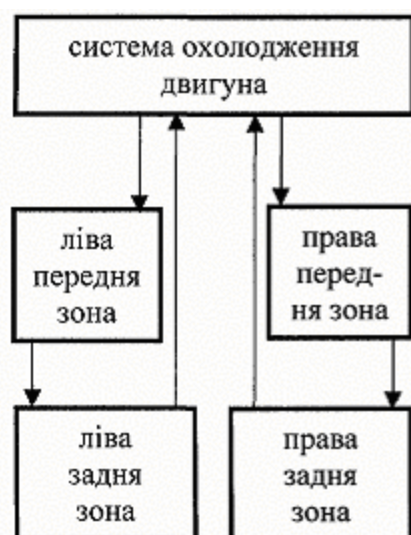 система охолодження
двигуна
ліва
передня
зона
права
перед-
ня зона
ліва
задня
зона
права
задня
зона